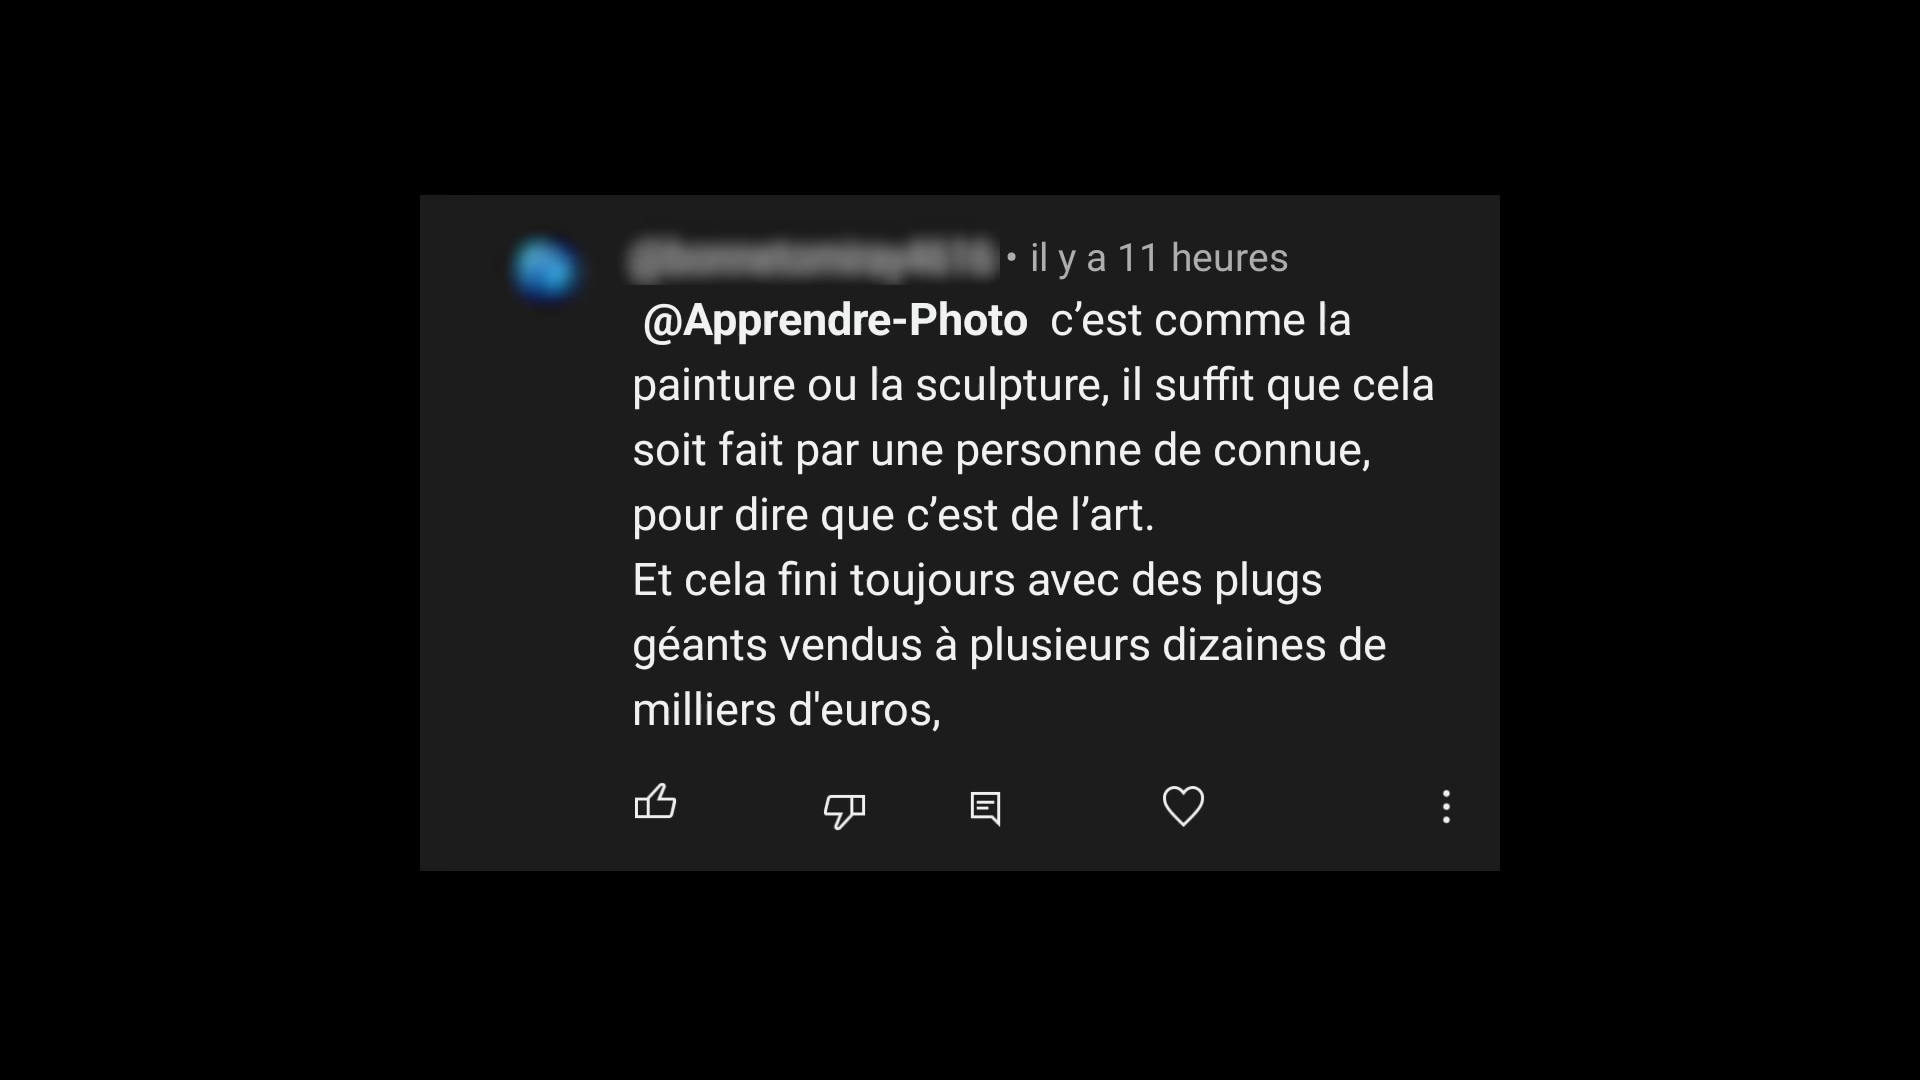 • il y a 11 heures
@Apprendre-Photo c’est comme la
painture ou la sculpture, il suffit que cela
soit fait par une personne de connue,
pour dire que c’est de l’art.
Et cela fini toujours avec des plugs
géants vendus à plusieurs dizaines de
milliers d'euros,